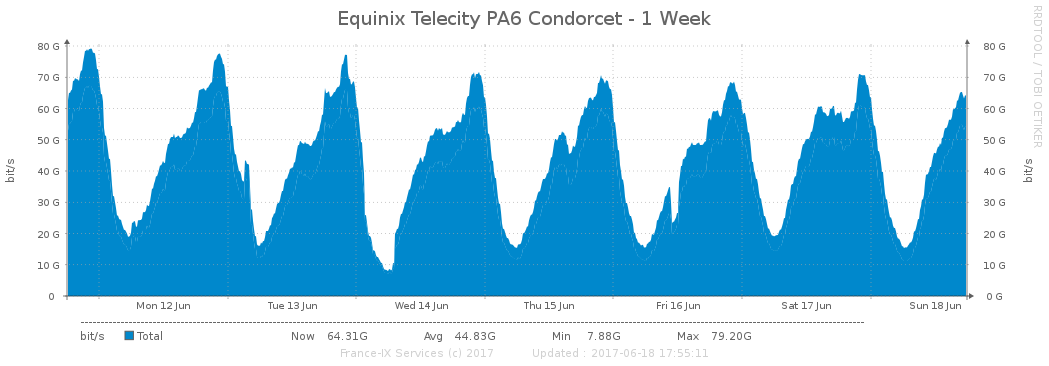 Equinix Telecity PA6 Condorcet - 1 Week
RRDTOOL / TOBI OETIKER
bit/s
80 G
70 G
60 G
50 G
40 G
30 G
20 G
10 G
0
80 G
70 G
60 G
50 G
40 G
30 G
20 G
10 G
0 G
bit/s
Mon 12 Jun Tue 13 Jun Wed 14 Jun Thu 15 Jun Fri 16 Jun Sat 17 Jun Sun 18 Jun
bit/s Total Now 64.31G Avg 44.83G Min 7.88G Max 79.20G
France-IX Services (c) 2017 Updated : 2017-06-18 17:55:11